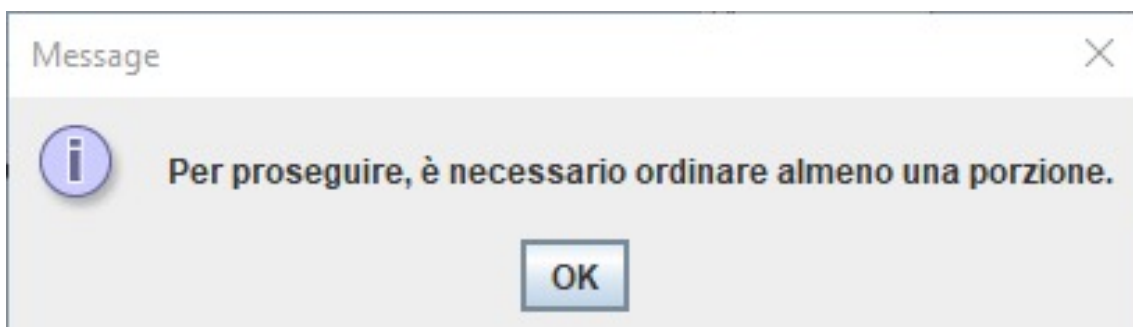 Message
Per proseguire, è necessario ordinare almeno una porzione.
OK